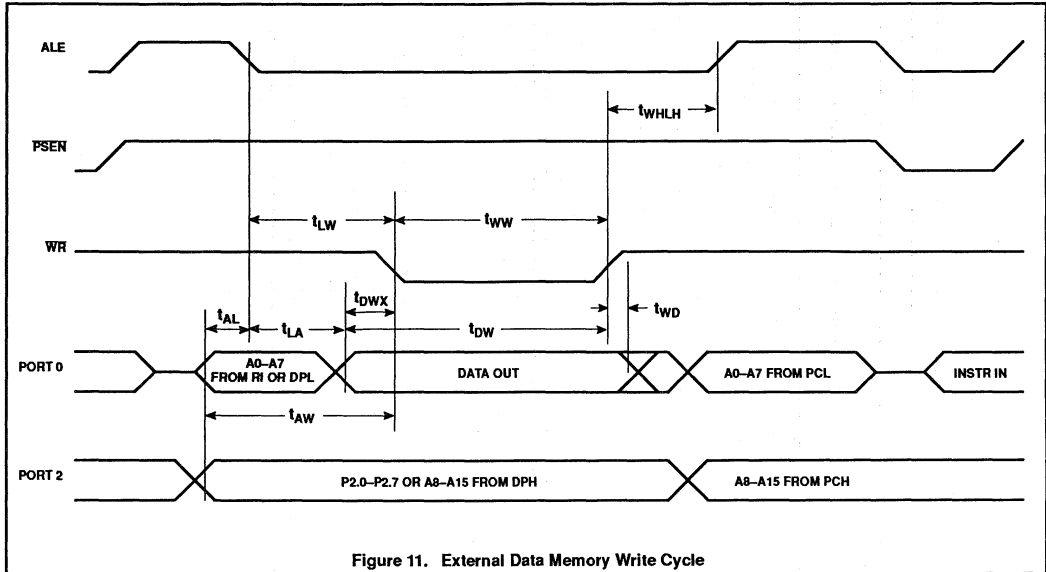 ALE
tWHLH
PSEN
tLW
tWW
WR
tDWX
tAL
tLA
tDW
tWD
PORT 0
A0–A7
FROM RI OR DPL
DATA OUT
A0–A7 FROM PCL
INSTR IN
tAW
PORT 2
P2.0–P2.7 OR A8–A15 FROM DPH
A8–A15 FROM PCH
Figure 11. External Data Memory Write Cycle